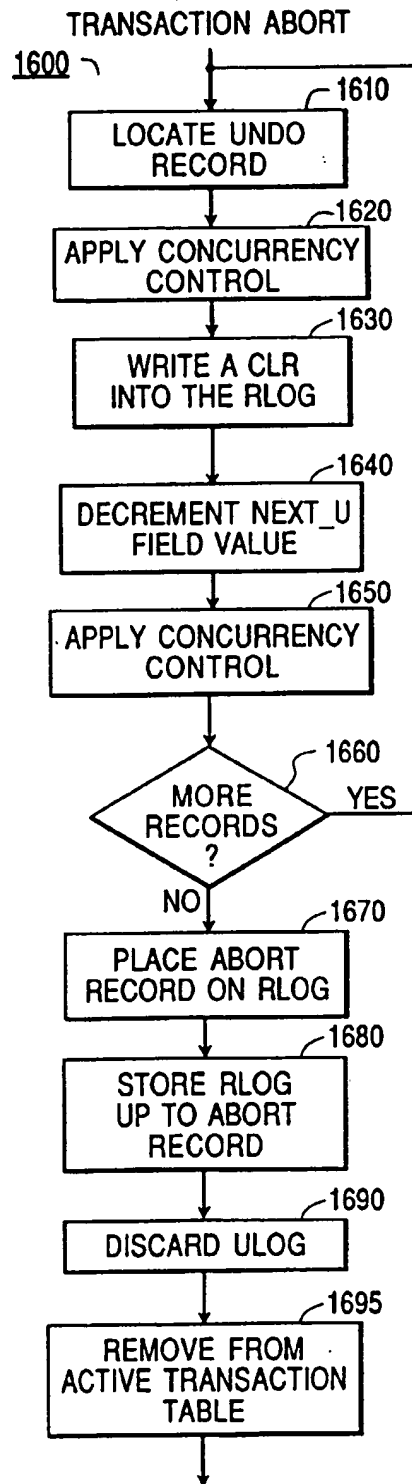 TRANSACTION ABORT
1600
1610
LOCATE UNDO
RECORD
1620
APPLY CONCURRENCY
CONTROL
1630
WRITE A CLR
INTO THE RLOG
1640
DECREMENT NEXT_U
FIELD VALUE
1650
APPLY CONCURRENCY
CONTROL
1660
MORE
RECORDS
?
YES
NO
1670
PLACE ABORT
RECORD ON RLOG
1680
STORE RLOG
UP TO ABORT
RECORD
1690
DISCARD ULOG
1695
REMOVE FROM
ACTIVE TRANSACTION
TABLE